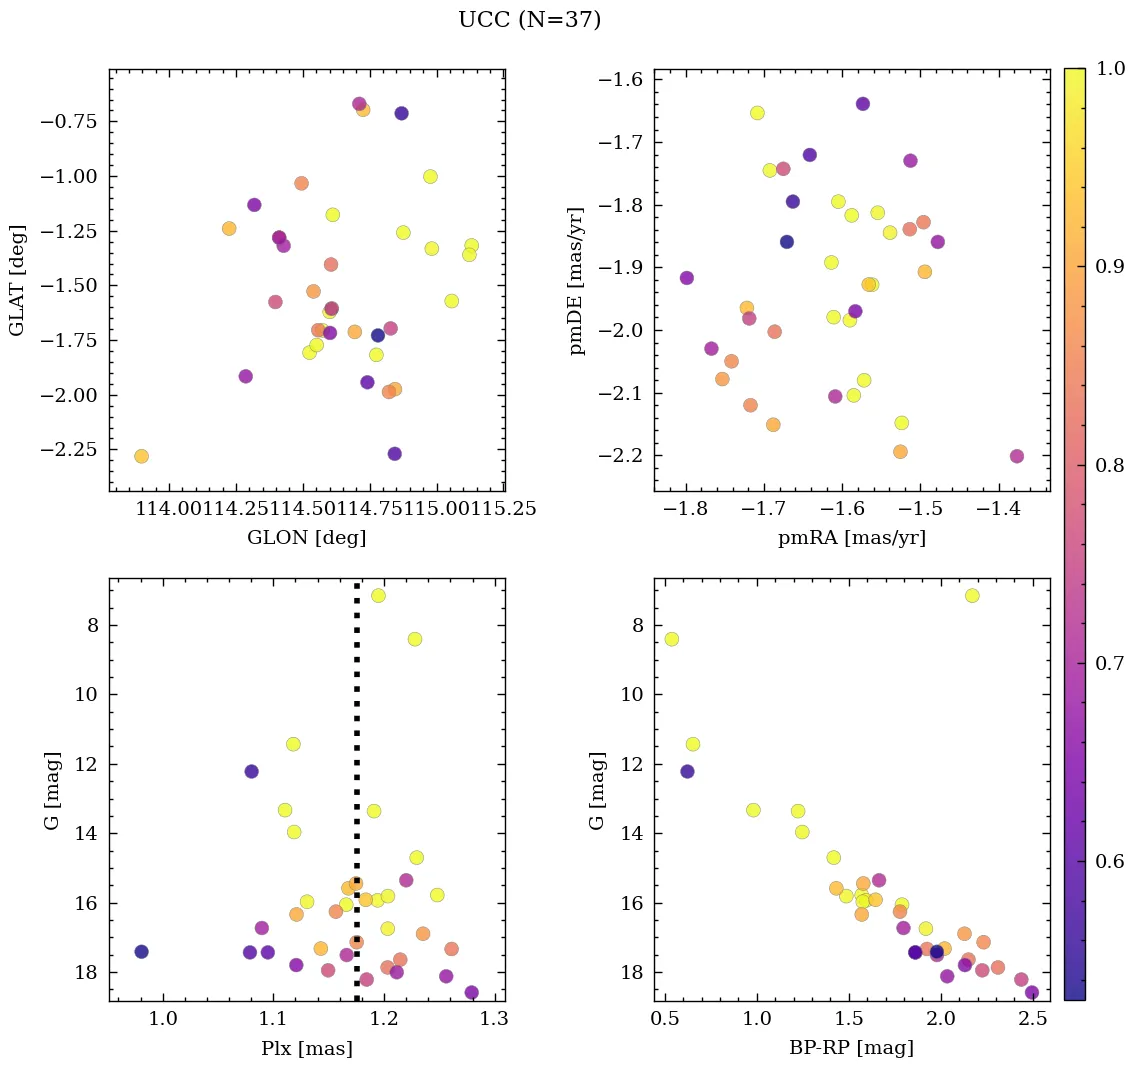 UCC (N=37)
−0.75
−1.00
−1.25
−1.50
−1.75
−2.00
−2.25
GLAT [deg]
114.00 114.25 114.50 114.75 115.00 115.25
GLON [deg]
−1.6
−1.7
−1.8
−1.9
−2.0
−2.1
−2.2
pmDE [mas/yr]
−1.8 −1.7 −1.6 −1.5 −1.4
pmRA [mas/yr]
1.0
0.9
0.8
0.7
0.6
8
10
12
14
16
18
G [mag]
1.0 1.1 1.2 1.3
Plx [mas]
8
10
12
14
16
18
G [mag]
0.5 1.0 1.5 2.0 2.5
BP-RP [mag]